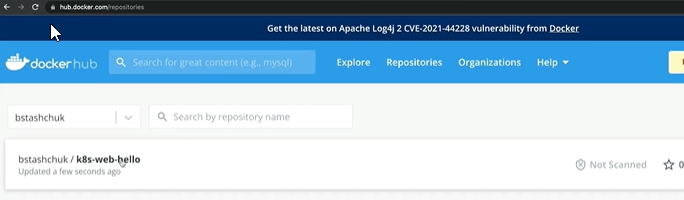 hub.docker.com/repositories
Get the latest on Apache Log4j 2 CVE-2021-44228 vulnerability from Docker
dockerhub
Search for great content (e.g., mysql)
Explore
Repositories
Organizations
Help
bstashchuk
Search by repository name
bstashchuk / k8s-web-hello
Not Scanned
0
Updated a few seconds ago